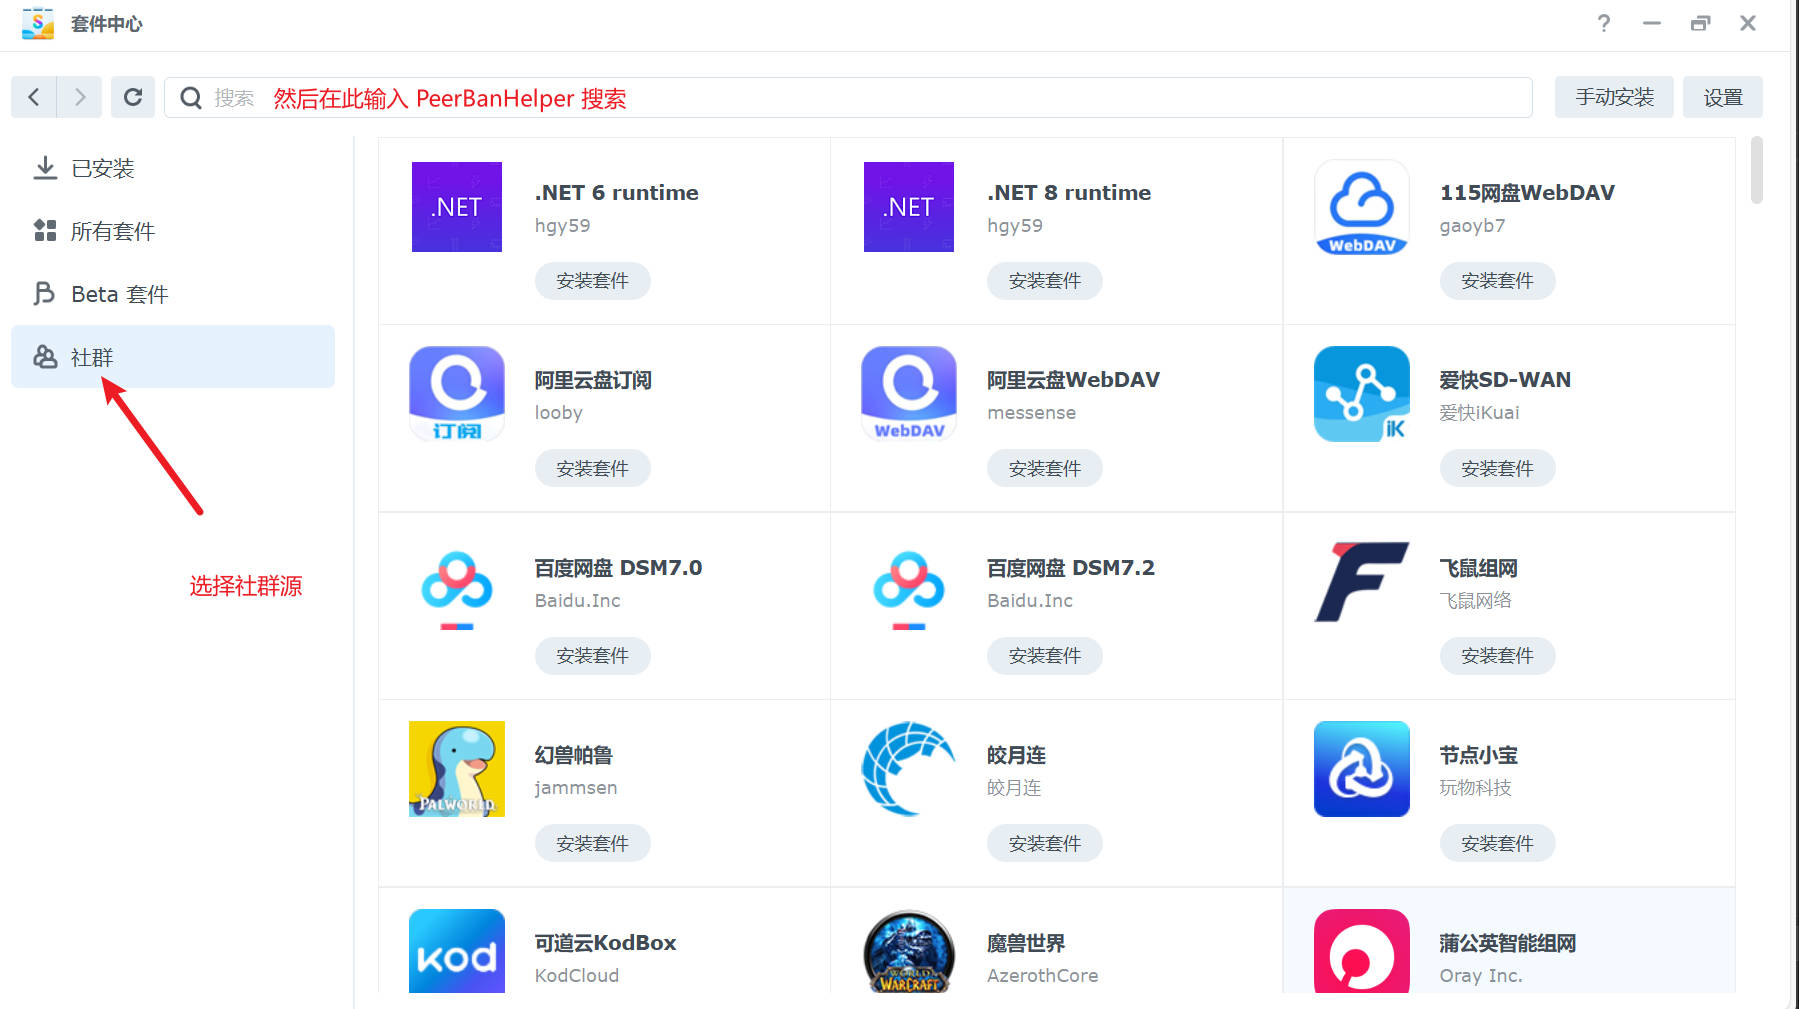 套件中心
搜索 然后在此输入 PeerBanHelper 搜索
手动安装
设置
已安装
所有套件
Beta 套件
社群
选择社群源
.NET
.NET 6 runtime
hgy59
安装套件
.NET
.NET 8 runtime
hgy59
安装套件
WebDAV
115网盘WebDAV
gaoyb7
安装套件
订阅
阿里云盘订阅
looby
安装套件
WebDAV
阿里云盘WebDAV
messense
安装套件
iK
爱快SD-WAN
爱快iKuai
安装套件
百度网盘 DSM7.0
Baidu.Inc
安装套件
百度网盘 DSM7.2
Baidu.Inc
安装套件
飞鼠组网
飞鼠网络
安装套件
PALWORLD
幻兽帕鲁
jammsen
安装套件
皎月连
皎月连
安装套件
节点小宝
玩物科技
安装套件
kod
可道云KodBox
KodCloud
WORLD
WARCRAFT
魔兽世界
AzerothCore
蒲公英智能组网
Oray Inc.